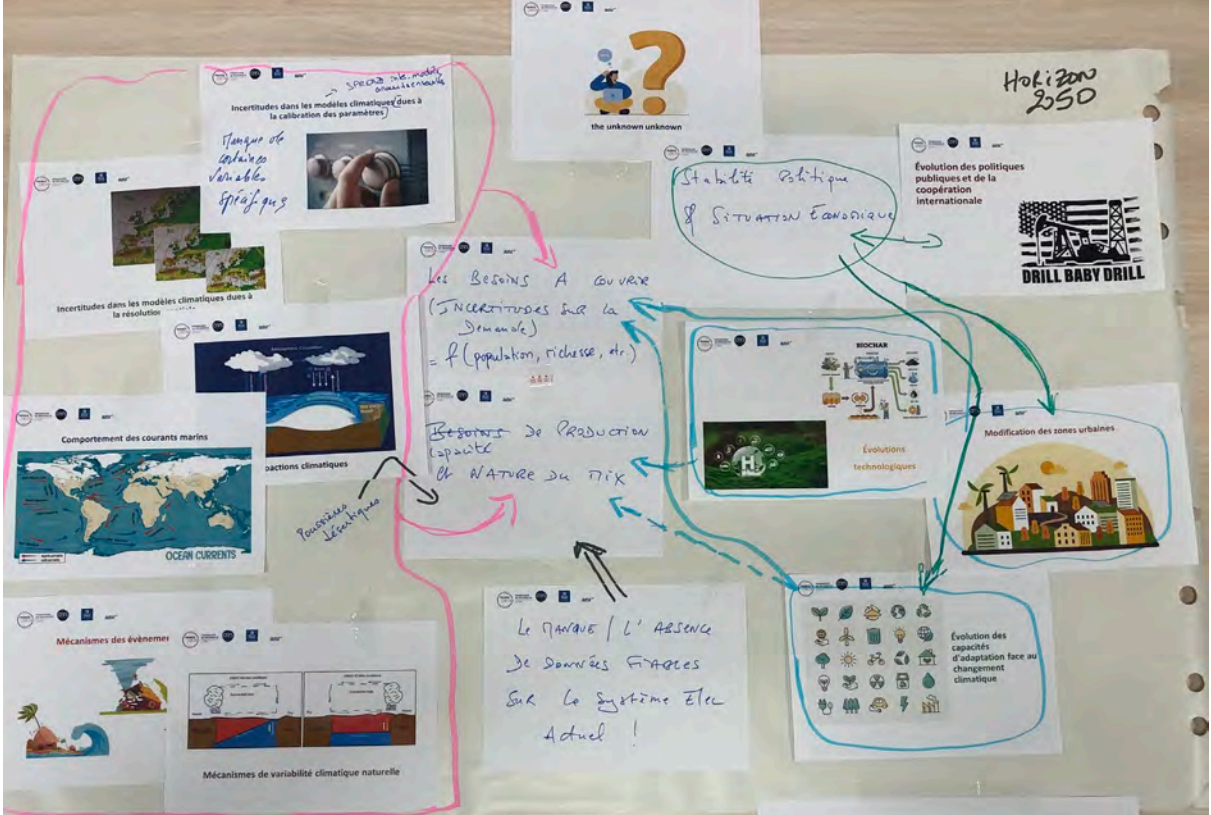 the unknown unknown
HORIZON
2050
Incertitudes dans les modèles climatiques (dues à
la calibration des paramètres)
Manque de
certaines
variables
spécifiques
Incertitudes dans les modèles climatiques dues à
la résolution
Stabilité Politique
& SITUATION ÉCONOMIQUE
Évolution des politiques
publiques et de la
coopération
internationale
DRILL BABY DRILL
Les BESOINS A COUVRIR
(INCERTITUDES SUR LA
Demande)
= f (population, richesse, etc.)
Besoins De PRODUCTION
Capacité
et NATURE DU MIX
BIOCHAR
H2
Évolutions
technologiques
Modification des zones urbaines
Comportement des courants marins
OCEAN CURRENTS
oactions climatiques
Poussières
désertiques
Mécanismes des évènemer
Mécanismes de variabilité climatique naturelle
LE MANQUE / L'ABSENCE
DE DONNÉES FIABLES
SUR Le Système Elec
Actuel !
Évolution des
capacités
d'adaptation face au
changement
climatique